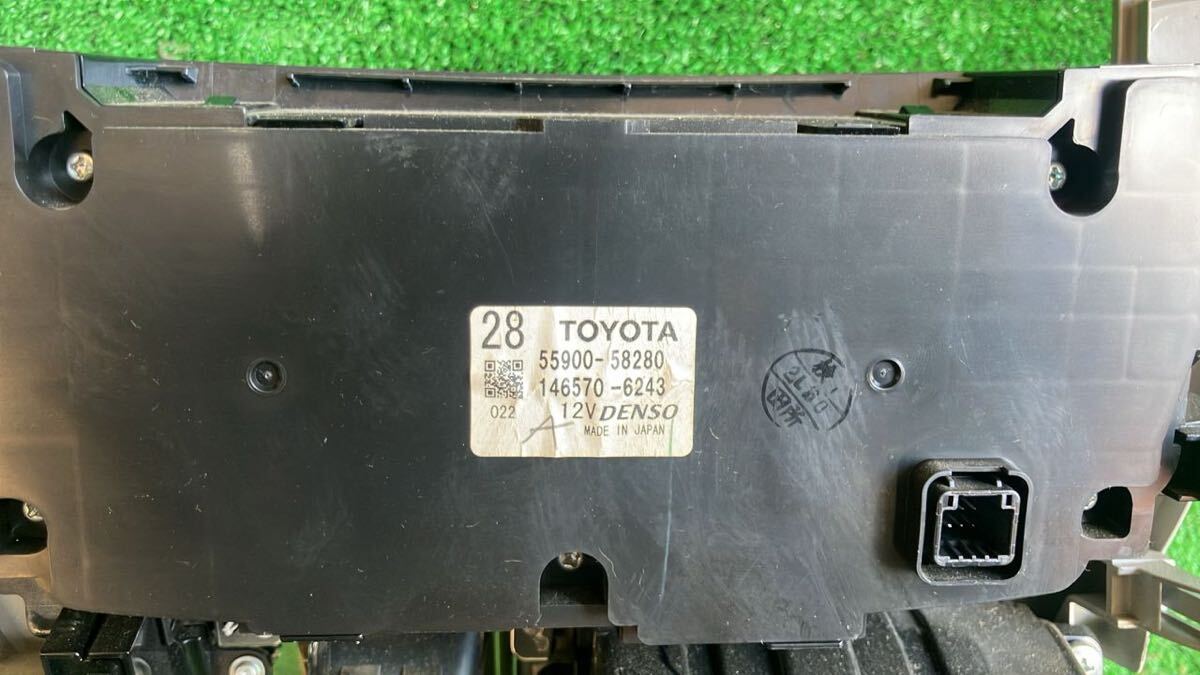 28 TOYOTA
55900-58280
146570-6243
022 12V DENSO
A MADE IN JAPAN